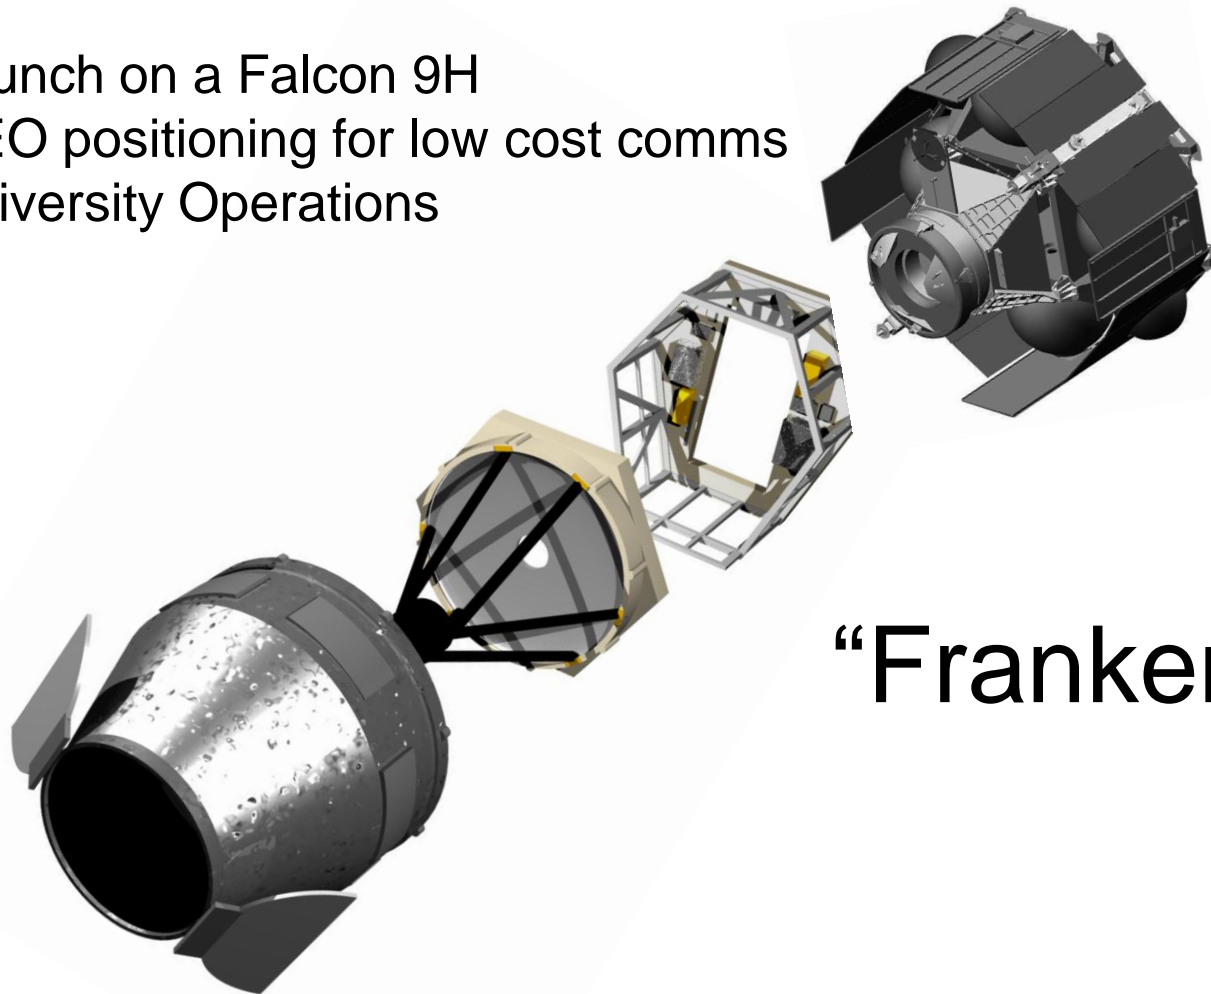 unch on a Falcon 9H
EO positioning for low cost comms
iversity Operations
“Franken